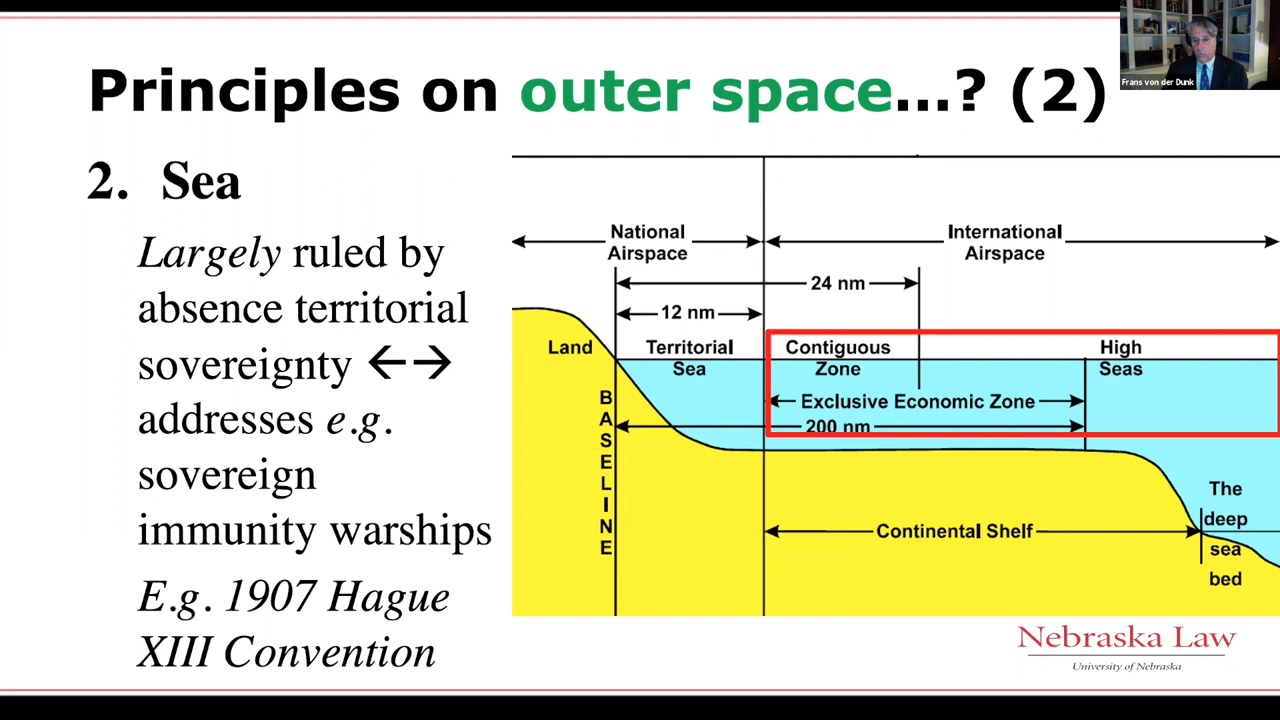 Principles on outer space...? (2)
Frans von der Dunk
2. Sea
Largely ruled by
absence territorial
sovereignty ←→
addresses e.g.
sovereign
immunity warships
E.g. 1907 Hague
XIII Convention
National
Airspace
International
Airspace
24 nm
12 nm
Land
Territorial
Sea
Contiguous
Zone
High
Seas
Exclusive Economic Zone
200 nm
BASELINE
Continental Shelf
The
deep
sea
bed
Nebraska Law
University of Nebraska